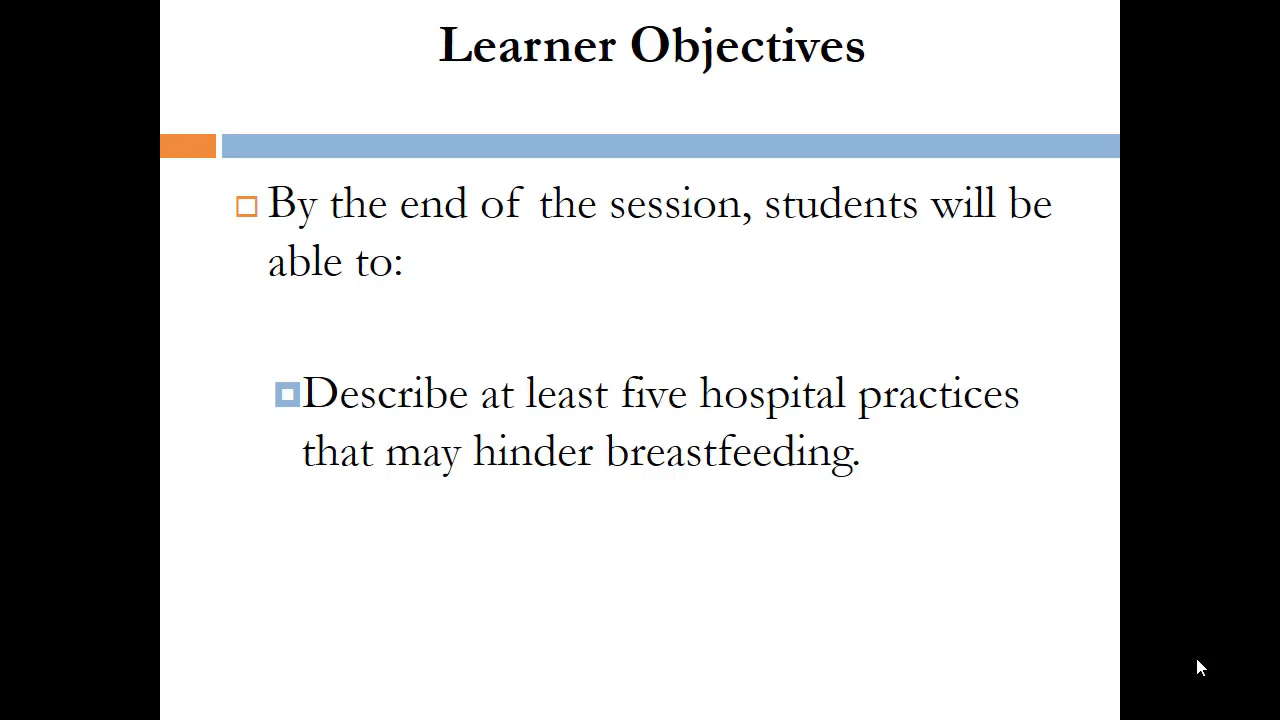 Learner Objectives
By the end of the session, students will be
able to:
Describe at least five hospital practices
that may hinder breastfeeding.